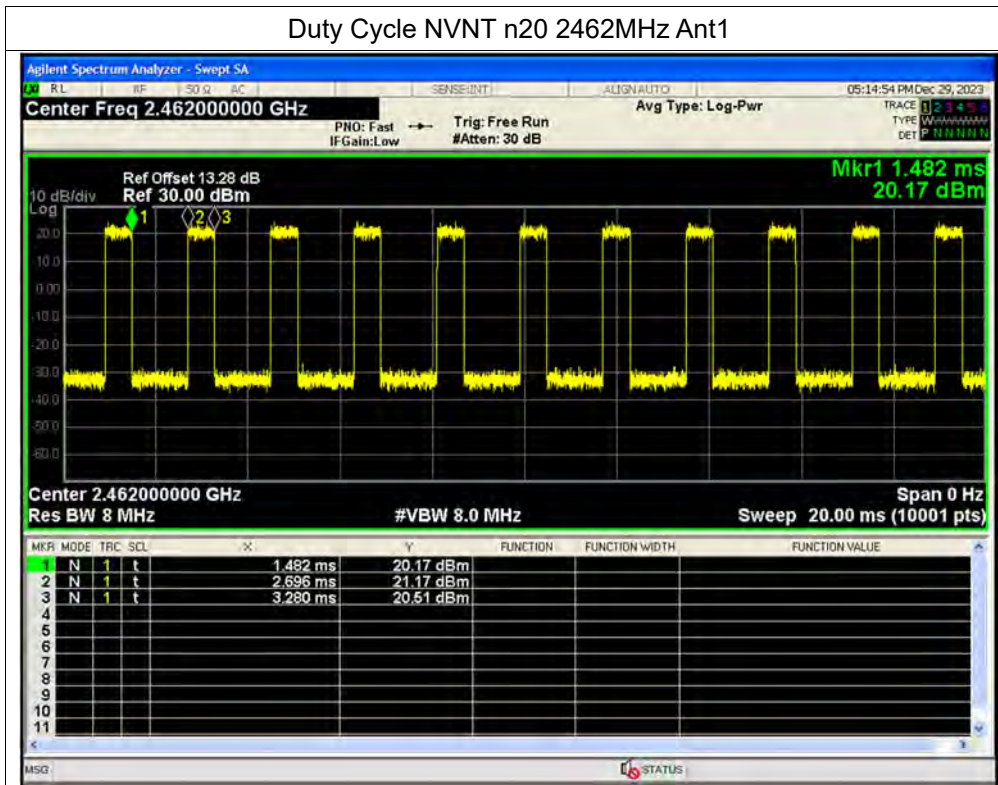 Duty Cycle NVNT n20 2462MHz Ant1
Agilent Spectrum Analyzer - Swept SA
RL RF 50 Ω AC SENSE:INT ALIGNAUTO 05:14:54 PM Dec 29, 2023
Center Freq 2.462000000 GHz Avg Type: Log-Pwr TRACE 1 2 3 4 5 6
PNO: Fast Trig: Free Run TYPE W
IFGain:Low #Atten: 30 dB DET P N N N N N
Mkr1 1.482 ms
Ref Offset 13.28 dB
10 dB/div Ref 30.00 dBm 20.17 dBm
Log
1 2 3
20.0
10.0
0.00
-10.0
-20.0
-30.0
-40.0
-50.0
-60.0
Center 2.462000000 GHz Span 0 Hz
Res BW 8 MHz #VBW 8.0 MHz Sweep 20.00 ms (10001 pts)
MKR MODE TRC SCL X Y FUNCTION FUNCTION WIDTH FUNCTION VALUE
1 N 1 t 1.482 ms 20.17 dBm
2 N 1 t 2.696 ms 21.17 dBm
3 N 1 t 3.280 ms 20.51 dBm
4
5
6
7
8
9
10
11
MSG STATUS